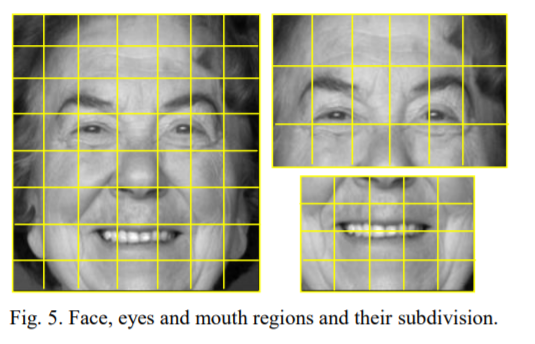 Fig. 5. Face, eyes and mouth regions and their subdivision.